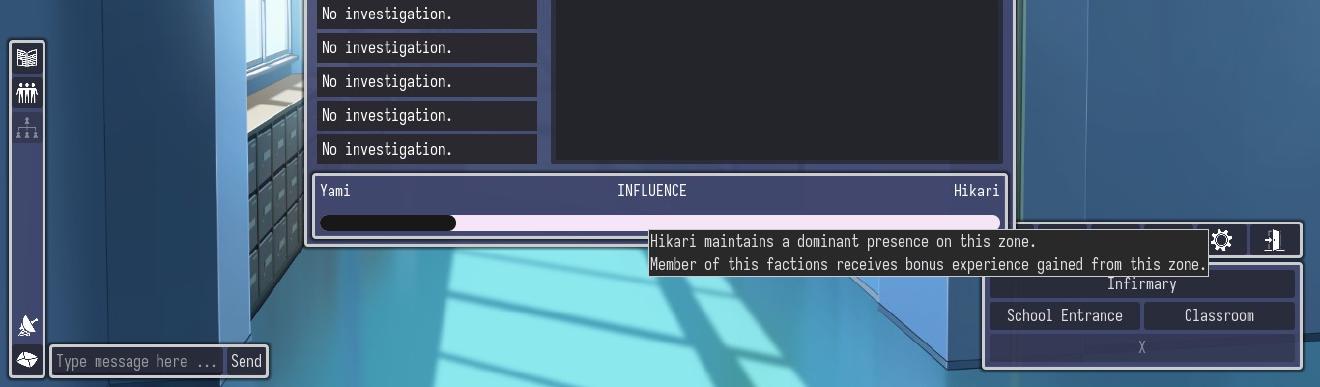 No investigation.
No investigation.
No investigation.
No investigation.
No investigation.
Yami INFLUENCE Hikari
Hikari maintains a dominant presence on this zone.
Member of this factions receives bonus experience gained from this zone.
Infirmary
School Entrance Classroom
X
Type message here ... Send